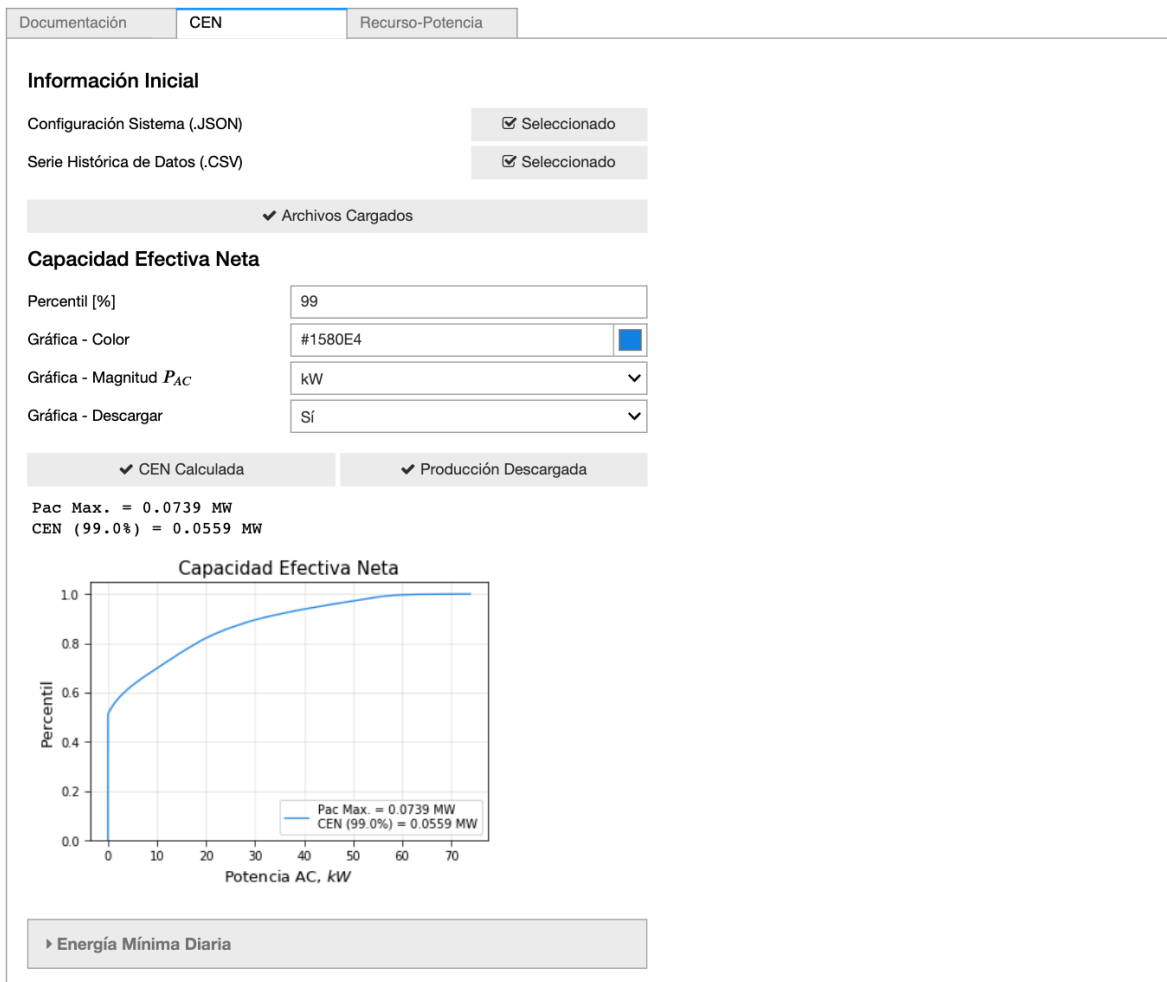 Documentación CEN Recurso-Potencia
Información Inicial
Configuración Sistema (.JSON) Seleccionado
Serie Histórica de Datos (.CSV) Seleccionado
Archivos Cargados
Capacidad Efectiva Neta
Percentil [%] 99
Gráfica - Color #1580E4
Gráfica - Magnitud P_AC kW
Gráfica - Descargar Sí
CEN Calculada Producción Descargada
Pac Max. = 0.0739 MW
CEN (99.0%) = 0.0559 MW
Capacidad Efectiva Neta
1.0
0.8
0.6
0.4
0.2
0.0
Percentil
Pac Max. = 0.0739 MW
CEN (99.0%) = 0.0559 MW
0 10 20 30 40 50 60 70
Potencia AC, kW
Energía Mínima Diaria